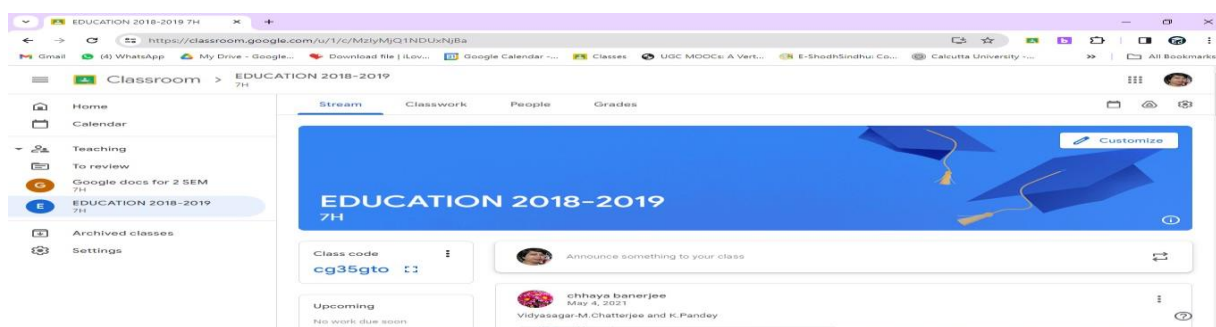 EDUCATION 2018-2019 7H
https://classroom.google.com/u/1/c/MzIyMjQ1NDUxNjBa
Gmail (4) WhatsApp My Drive - Google... Download file | iLov... Google Calendar -... Classes UGC MOOCs: A Vert... E-ShodhSindhu: Co... Calcutta University -... All Bookmarks
Classroom > EDUCATION 2018-2019
7H
Home
Calendar
Teaching
To review
G Google docs for 2 SEM
7H
E EDUCATION 2018-2019
7H
Archived classes
Settings
Stream Classwork People Grades
Customize
EDUCATION 2018-2019
7H
Class code
cg35gto
Upcoming
No work due soon
Announce something to your class
chhaya banerjee
May 4, 2021
Vidyasagar-M.Chatterjee and K.Pandey